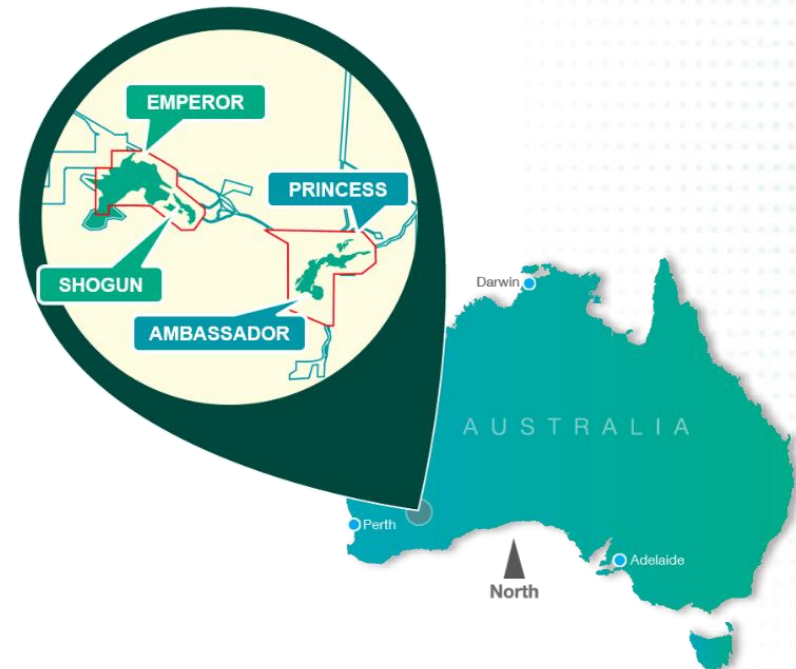 EMPEROR
PRINCESS
SHOGUN
AMBASSADOR
Darwin
AUSTRALIA
Perth
Adelaide
North